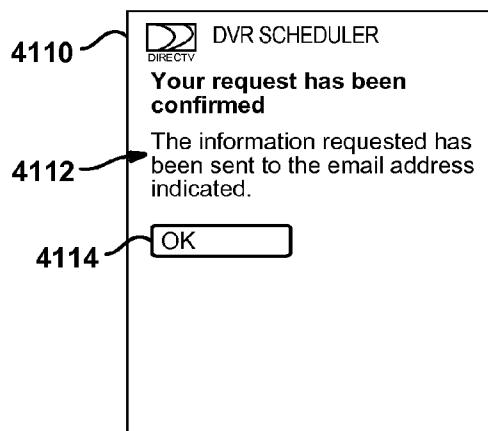 4110
DIRECTV
DVR SCHEDULER
Your request has been
confirmed
4112
The information requested has
been sent to the email address
indicated.
4114
OK